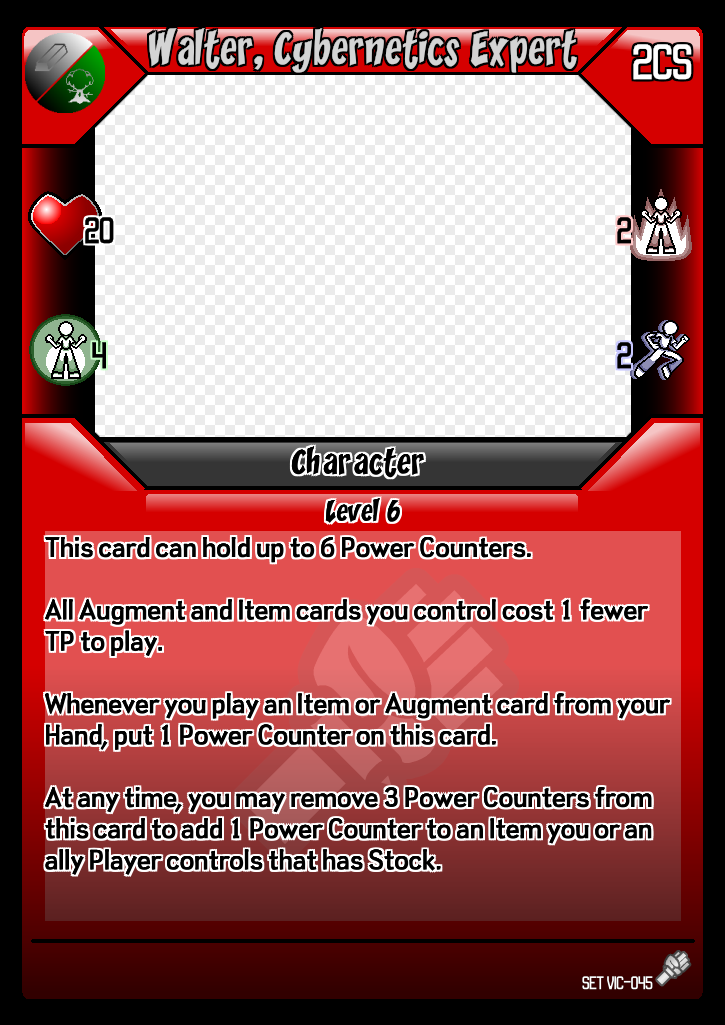 Walter, Cybernetics Expert
2CS
20
2
4
2
Character
Level 6
This card can hold up to 6 Power Counters.
All Augment and Item cards you control cost 1 fewer
TP to play.
Whenever you play an Item or Augment card from your
Hand, put 1 Power Counter on this card.
At any time, you may remove 3 Power Counters from
this card to add 1 Power Counter to an Item you or an
ally Player controls that has Stock.
SET VIC-045